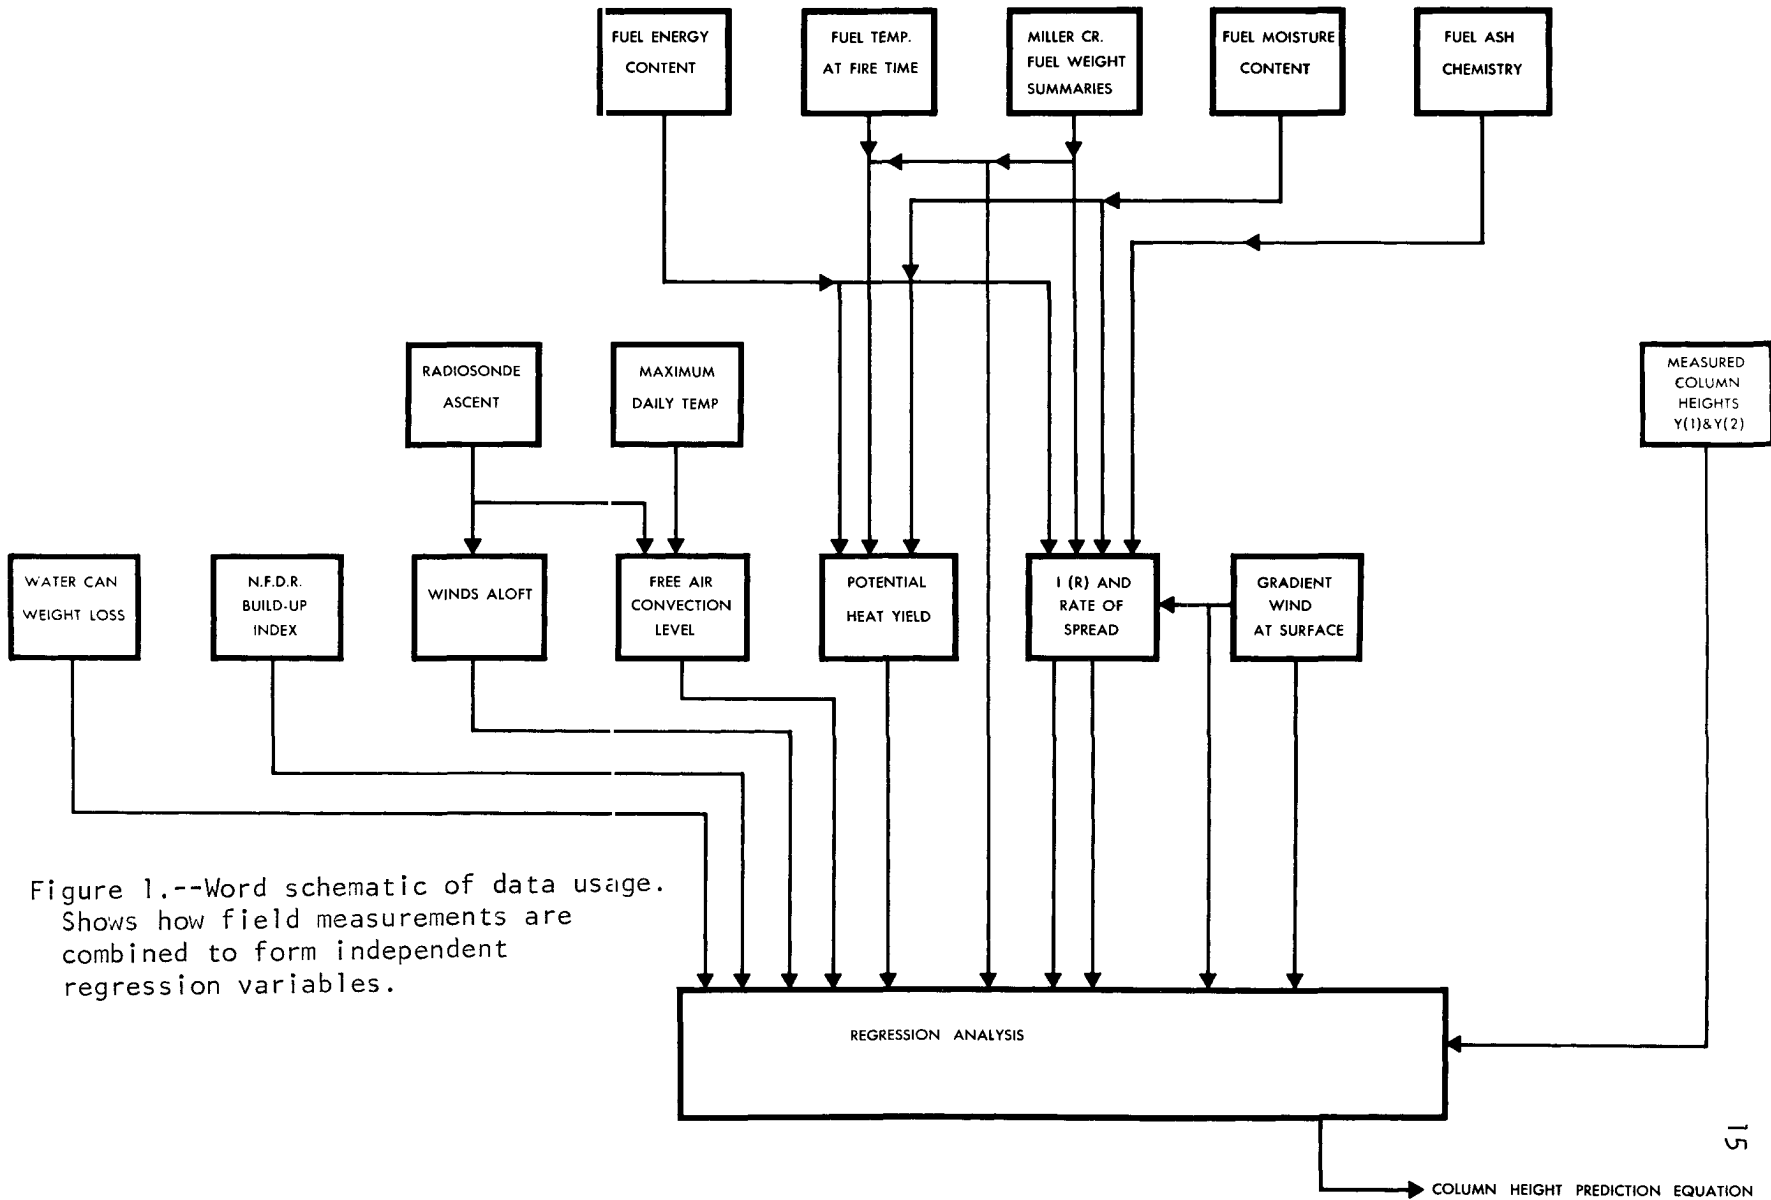 FUEL ENERGY
CONTENT
FUEL TEMP.
AT FIRE TIME
MILLER CR.
FUEL WEIGHT
SUMMARIES
FUEL MOISTURE
CONTENT
FUEL ASH
CHEMISTRY
RADIOSONDE
ASCENT
MAXIMUM
DAILY TEMP
MEASURED
COLUMN
HEIGHTS
Y(1)&Y(2)
WATER CAN
WEIGHT LOSS
N.F.D.R.
BUILD-UP
INDEX
WINDS ALOFT
FREE AIR
CONVECTION
LEVEL
POTENTIAL
HEAT YIELD
I (R) AND
RATE OF
SPREAD
GRADIENT
WIND
AT SURFACE
Figure 1.--Word schematic of data usage.
Shows how field measurements are
combined to form independent
regression variables.
REGRESSION ANALYSIS
15
COLUMN HEIGHT PREDICTION EQUATION